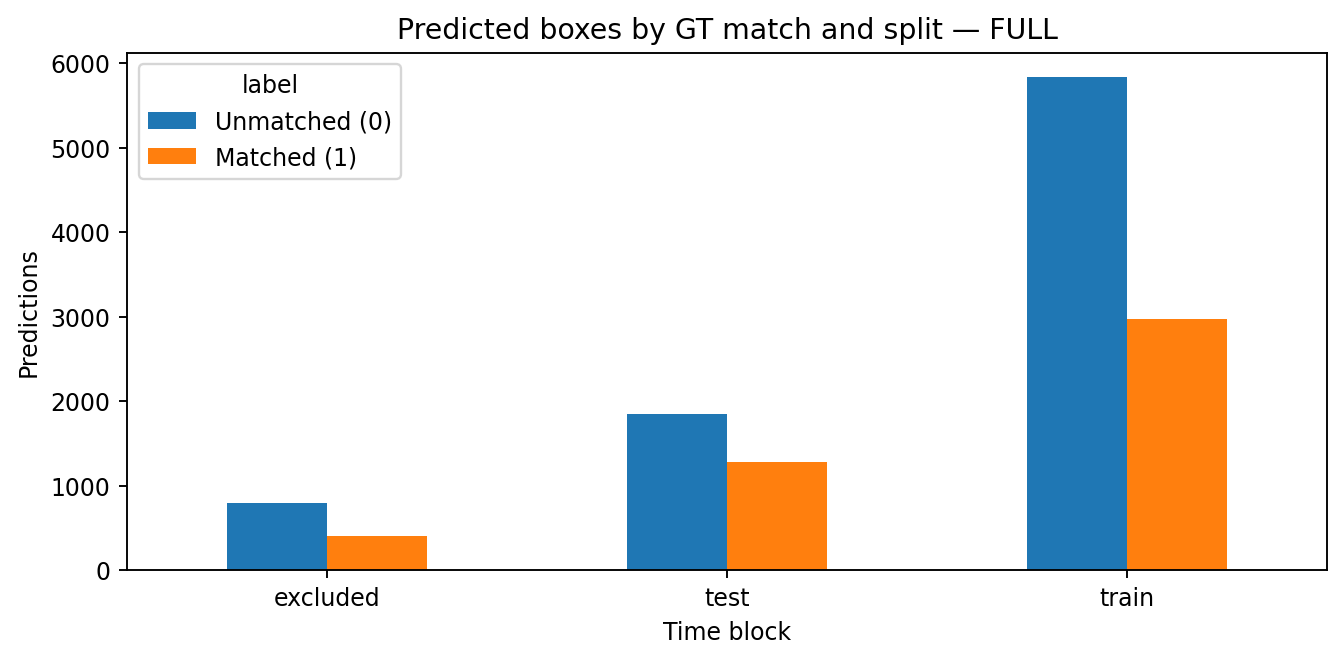 Predicted boxes by GT match and split — FULL
label
Unmatched (0)
Matched (1)
6000
5000
4000
3000
2000
1000
0
Predictions
excluded
test
train
Time block